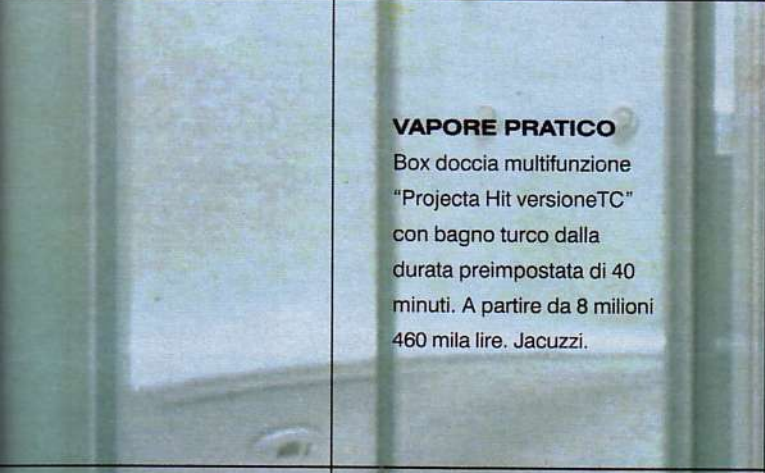 VAPORE PRATICO
Box doccia multifunzione
“Projecta Hit versioneTC”
con bagno turco dalla
durata preimpostata di 40
minuti. A partire da 8 milioni
460 mila lire. Jacuzzi.